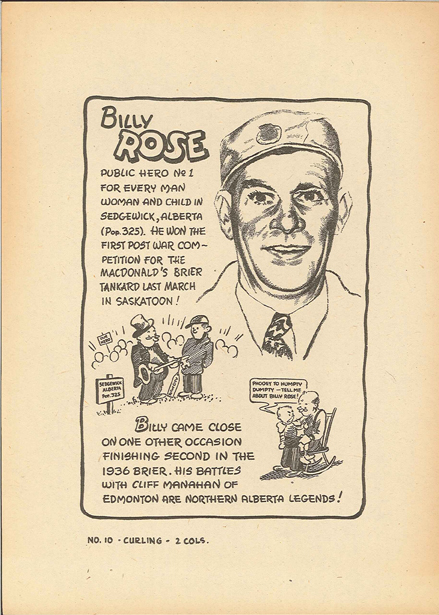 BILLY
ROSE
PUBLIC HERO No 1
FOR EVERY MAN
WOMAN AND CHILD IN
SEDGEWICK, ALBERTA
(Pop. 325). HE WON THE
FIRST POST WAR COM-
PETITION FOR THE
MACDONALD'S BRIER
TANKARD LAST MARCH
IN SASKATOON!
SEDGEWICK
ALBERTA
Pop. 325
PHOOEY TO HUMPTY
DUMPTY - TELL ME
ABOUT BILLY ROSE!
BILLY CAME CLOSE
ON ONE OTHER OCCASION
FINISHING SECOND IN THE
1936 BRIER. HIS BATTLES
WITH CLIFF MANAHAN OF
EDMONTON ARE NORTHERN ALBERTA LEGENDS!
NO. 10 - CURLING - 2 COLS.